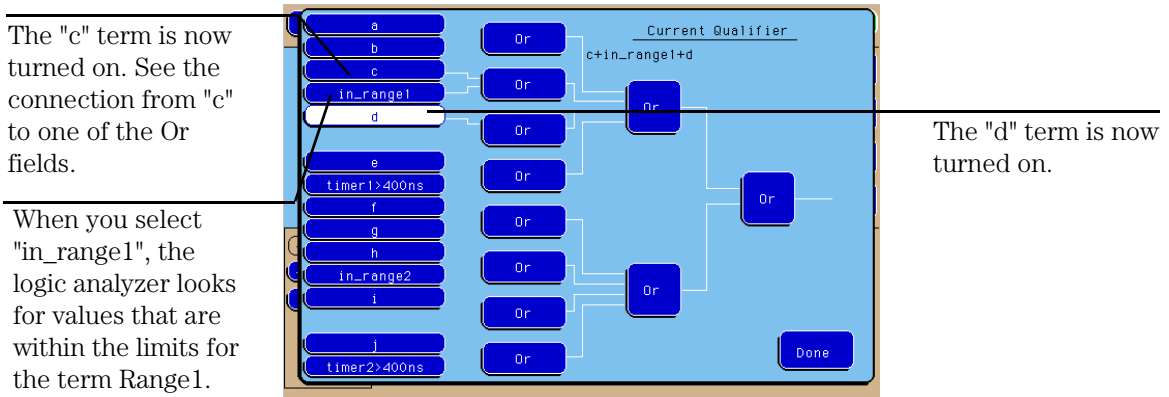 The "c" term is now
turned on. See the
connection from "c"
to one of the Or
fields.
When you select
"in_range1", the
logic analyzer looks
for values that are
within the limits for
the term Range1.
a
b
c
in_range1
d
e
timer1>400ns
f
g
h
in_range2
i
j
timer2>400ns
Or
Or
Or
Or
Or
Or
Or
Or
Current Qualifier
c+in_range1+d
Or
Or
Or
Done
The "d" term is now
turned on.